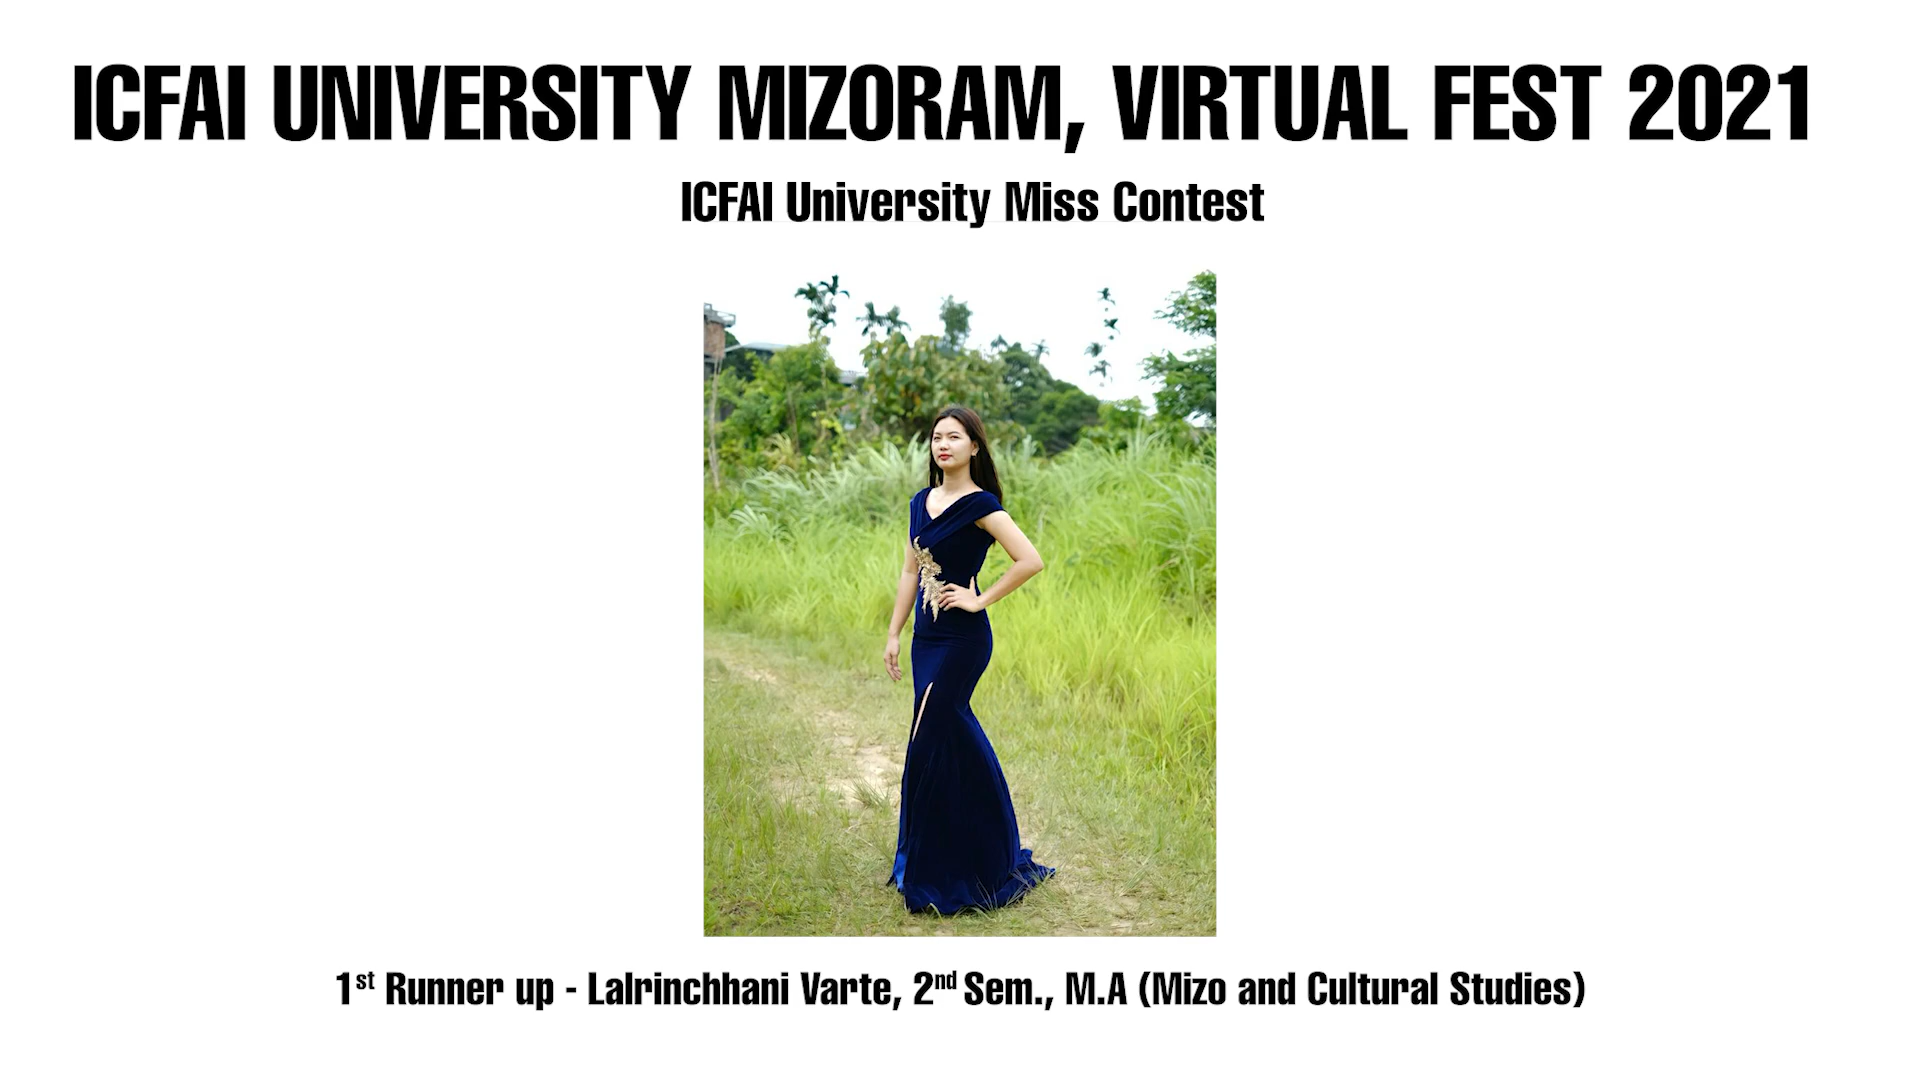 ICFAI UNIVERSITY MIZORAM, VIRTUAL FEST 2021
ICFAI University Miss Contest
1st Runner up - Lalrinchhani Varte, 2nd Sem., M.A (Mizo and Cultural Studies)